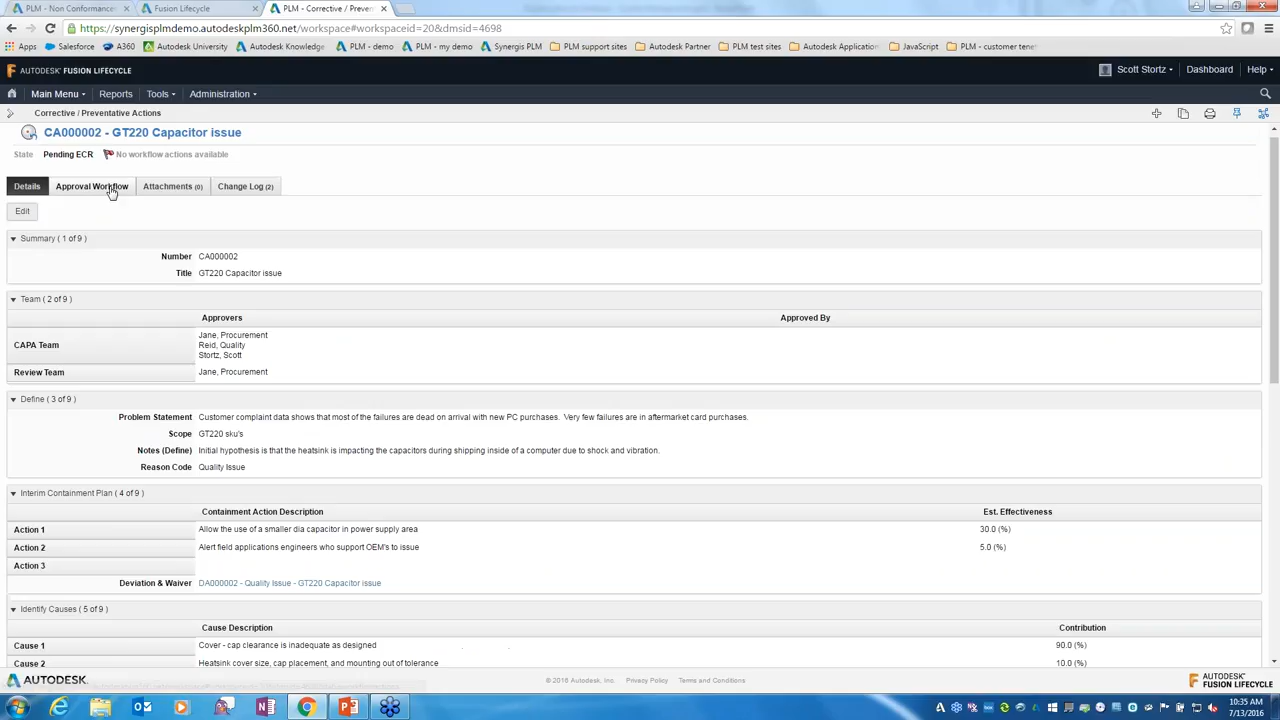 PLM - Non Conformance
Fusion Lifecycle
PLM - Corrective / Preven
https://synergisplmdemo.autodeskplm360.net/workspace#workspaceid=20&dmsid=4698
Apps Salesforce A360 Autodesk University Autodesk Knowledge PLM - demo PLM - my demo Synergis PLM PLM support sites Autodesk Partner PLM test sites Autodesk Application JavaScript PLM - customer tene
AUTODESK® FUSION LIFECYCLE
Scott Stortz Dashboard Help
Main Menu Reports Tools Administration
Corrective / Preventative Actions
CA000002 - GT220 Capacitor issue
State Pending ECR No workflow actions available
Details Approval Workflow Attachments (0) Change Log (2)
Edit
Summary ( 1 of 9 )
Number CA000002
Title GT220 Capacitor issue
Team ( 2 of 9 )
Approvers Approved By
Jane, Procurement
CAPA Team Reid, Quality
Stortz, Scott
Review Team Jane, Procurement
Define ( 3 of 9 )
Problem Statement Customer complaint data shows that most of the failures are dead on arrival with new PC purchases. Very few failures are in aftermarket card purchases.
Scope GT220 sku's
Notes (Define) Initial hypothesis is that the heatsink is impacting the capacitors during shipping inside of a computer due to shock and vibration.
Reason Code Quality Issue
Interim Containment Plan ( 4 of 9 )
Containment Action Description Est. Effectiveness
Action 1 Allow the use of a smaller dia capacitor in power supply area 30.0 (%)
Action 2 Alert field applications engineers who support OEM's to issue 5.0 (%)
Action 3
Deviation & Waiver DA000002 - Quality Issue - GT220 Capacitor issue
Identify Causes ( 5 of 9 )
Cause Description Contribution
Cause 1 Cover - cap clearance is inadequate as designed 90.0 (%)
Cause 2 Heatsink cover size, cap placement, and mounting out of tolerance 10.0 (%)
AUTODESK. © 2016 Autodesk, Inc. Privacy Policy Terms and Conditions AUTODESK® FUSION LIFECYCLE
10:35 AM
7/13/2016